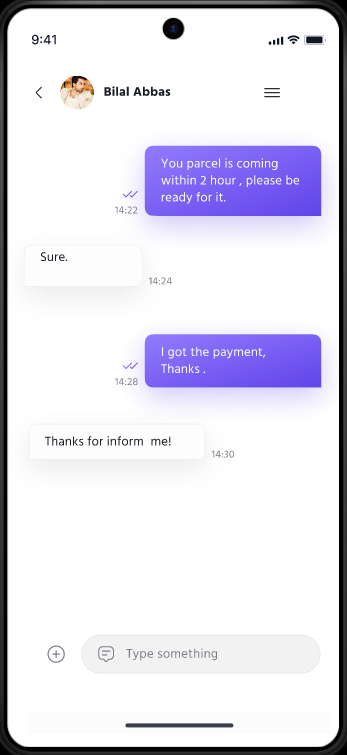 9:41
Bilal Abbas
You parcel is coming
within 2 hour , please be
ready for it.
14:22
Sure.
14:24
I got the payment,
Thanks .
14:28
Thanks for inform  me!
14:30
Type something